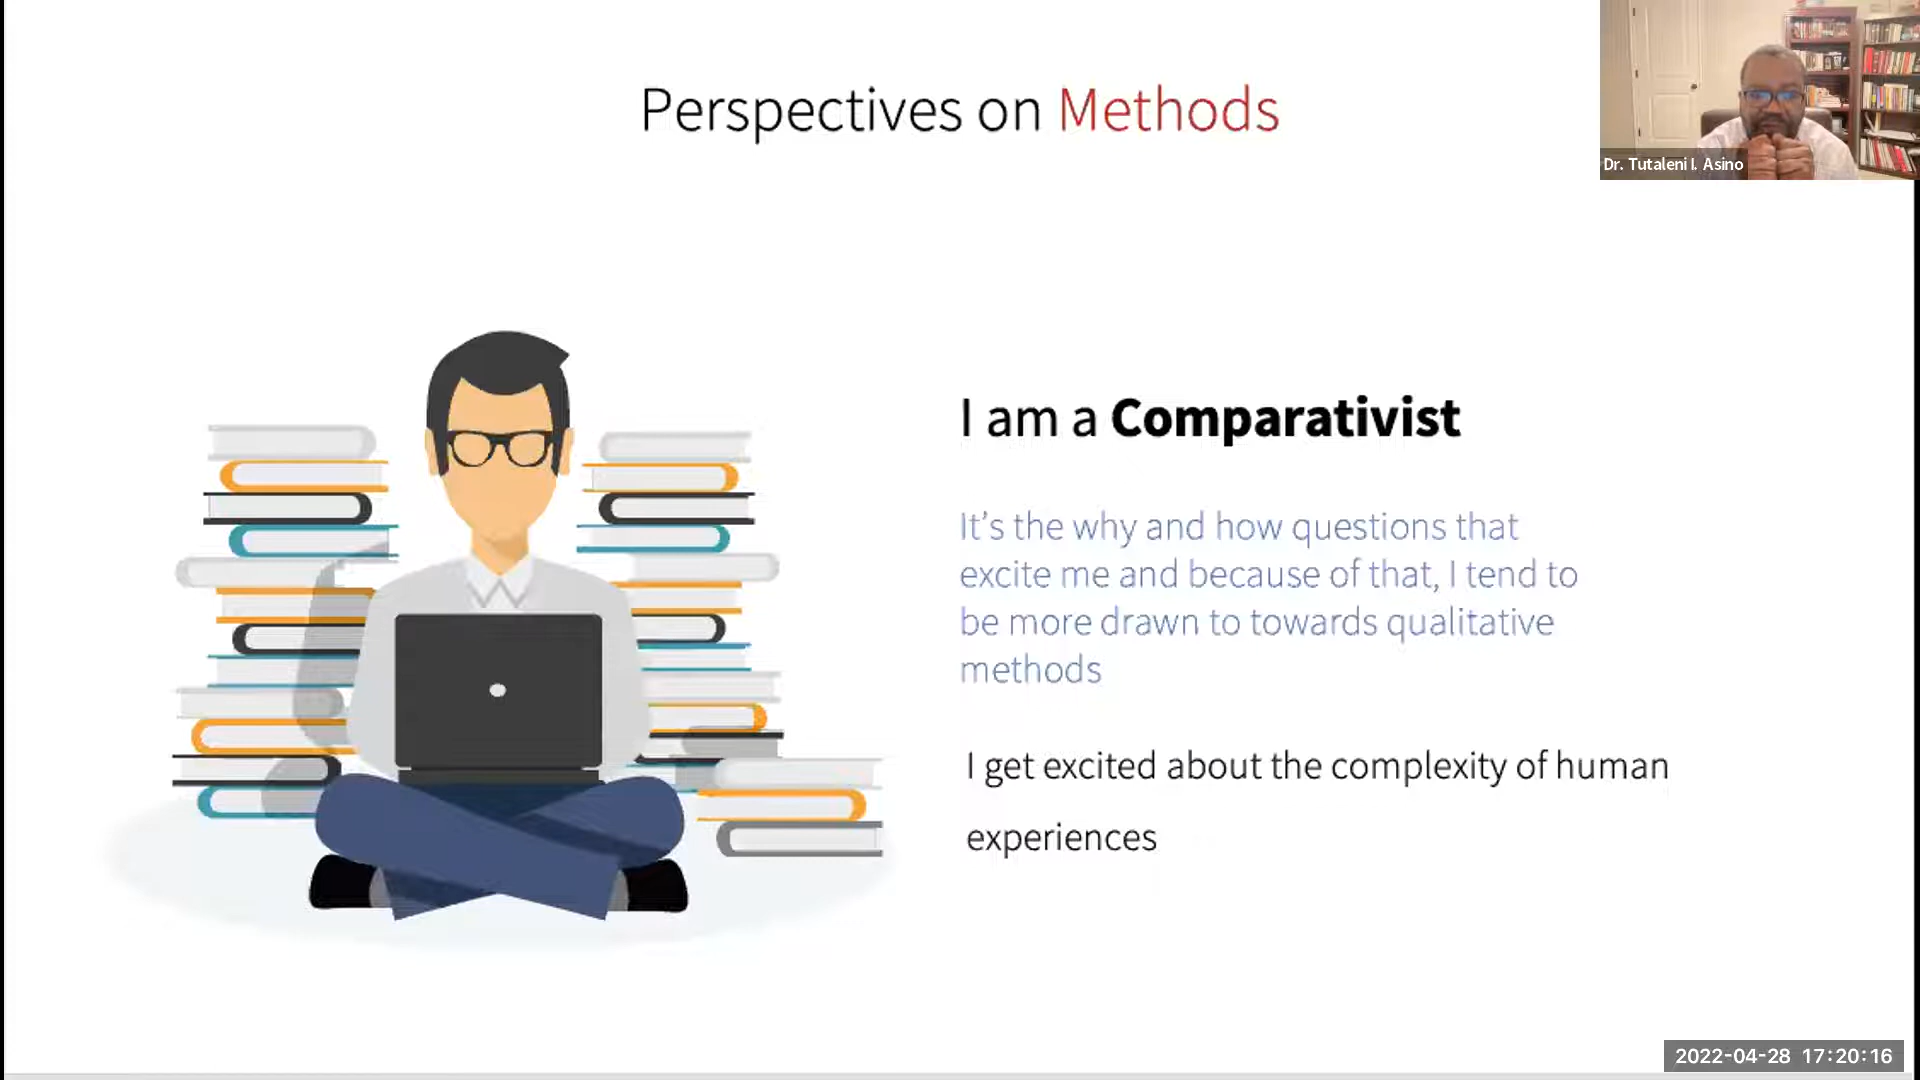 Perspectives on Methods
Dr. Tutaleni I. Asino
I am a Comparativist
It’s the why and how questions that
excite me and because of that, I tend to
be more drawn to towards qualitative
methods
I get excited about the complexity of human
experiences
2022-04-28 17:20:16